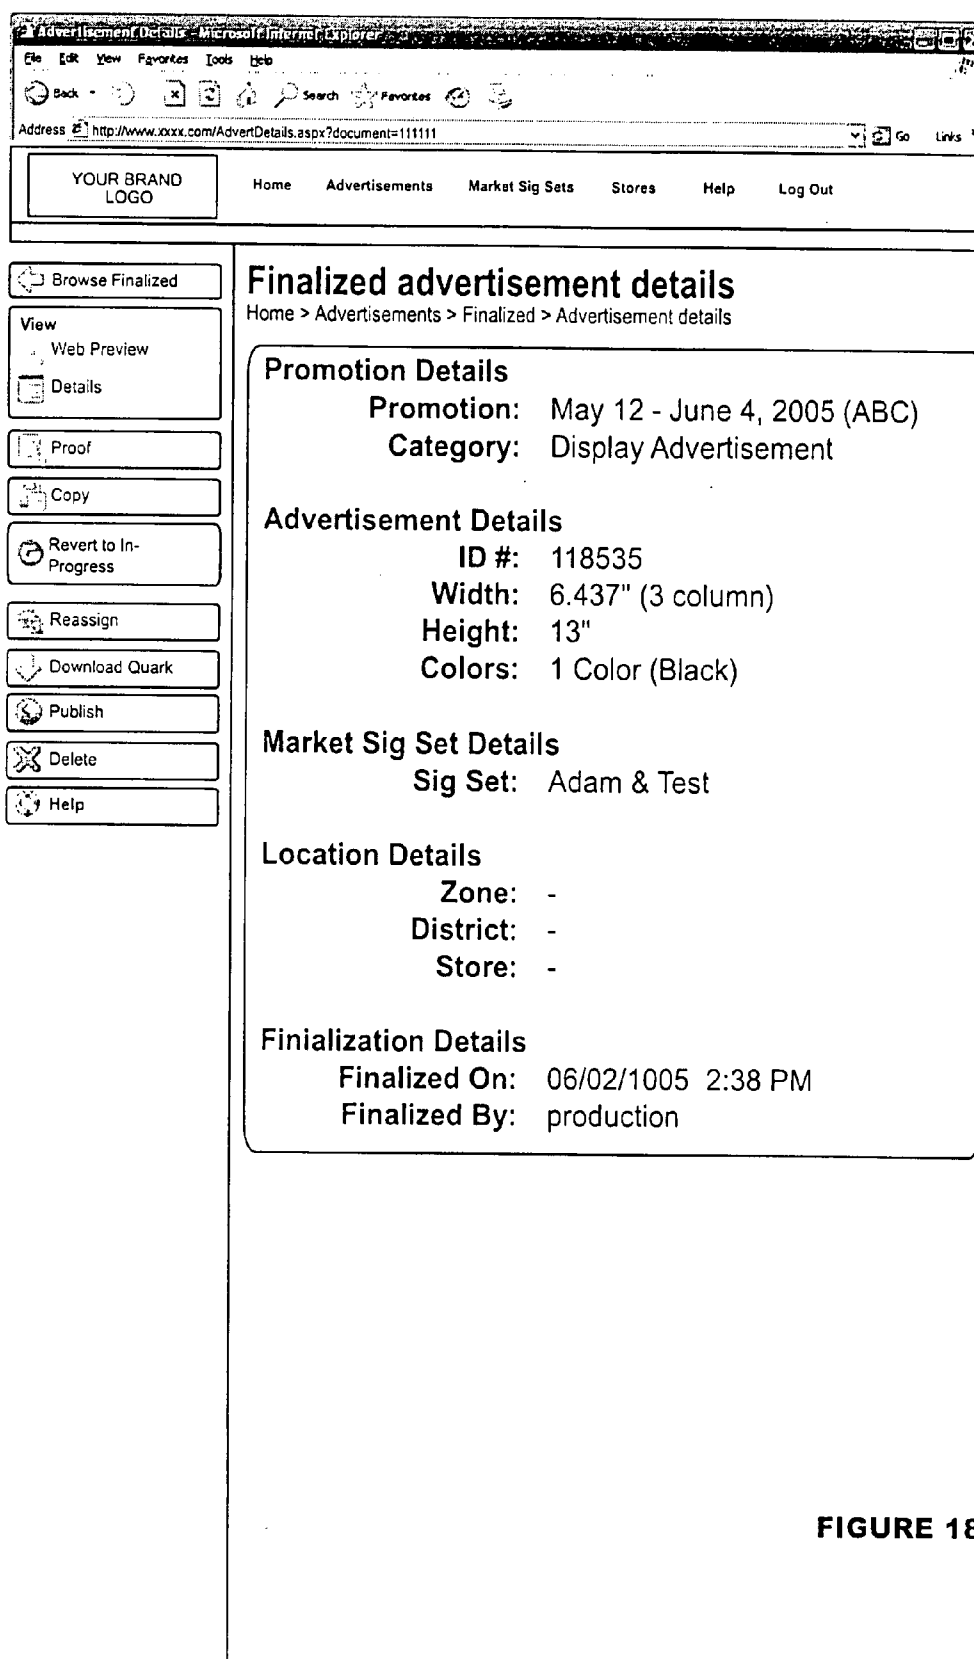 Advertisement Details - Microsoft Internet Explorer
File Edit View Favorites Tools Help
Back Search Favorites
Address http://www.xxxx.com/AdvertDetails.aspx?document=111111 Go Links
YOUR BRAND LOGO
Home Advertisements Market Sig Sets Stores Help Log Out
Browse Finalized
View
Web Preview
Details
Proof
Copy
Revert to In-
Progress
Reassign
Download Quark
Publish
Delete
Help
Finalized advertisement details
Home > Advertisements > Finalized > Advertisement details
Promotion Details
Promotion: May 12 - June 4, 2005 (ABC)
Category: Display Advertisement
Advertisement Details
ID #: 118535
Width: 6.437" (3 column)
Height: 13"
Colors: 1 Color (Black)
Market Sig Set Details
Sig Set: Adam & Test
Location Details
Zone: -
District: -
Store: -
Finialization Details
Finalized On: 06/02/1005 2:38 PM
Finalized By: production
FIGURE 18